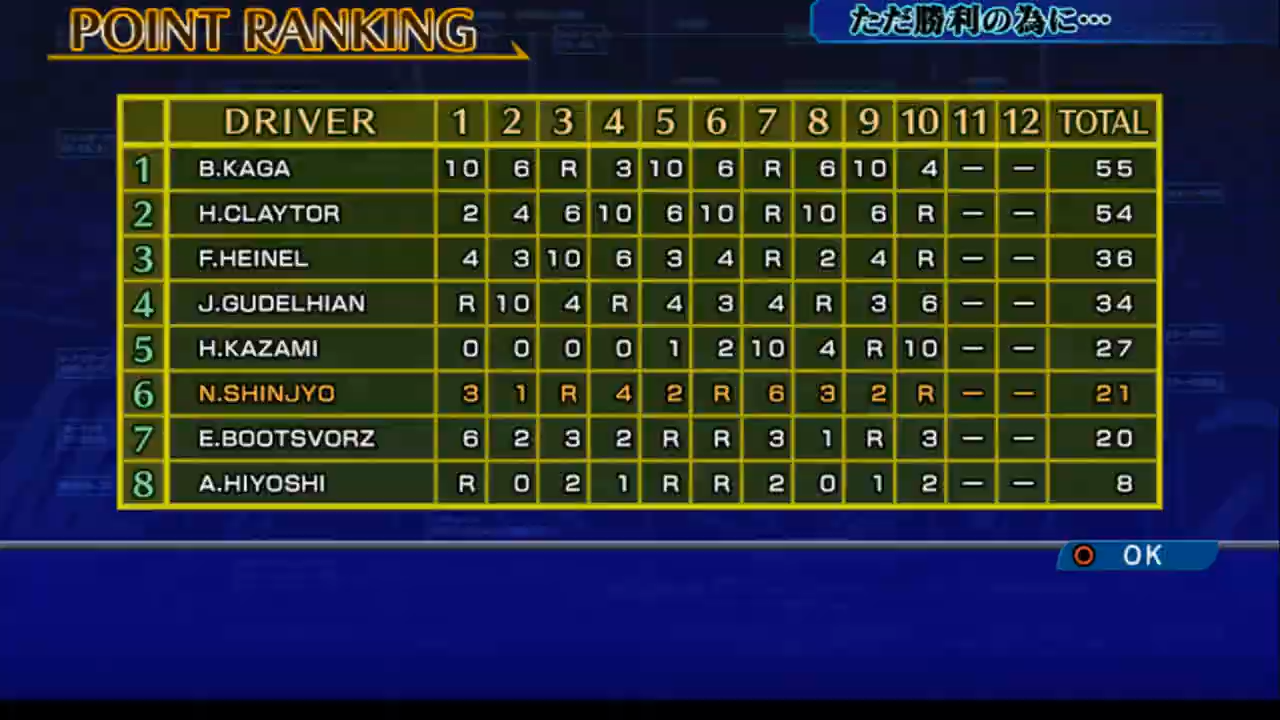 POINT RANKING
ただ勝利の為に…
DRIVER 1 2 3 4 5 6 7 8 9 10 11 12 TOTAL
1 B.KAGA 10 6 R 3 10 6 R 6 10 4 — — 55
2 H.CLAYTOR 2 4 6 10 6 10 R 10 6 R — — 54
3 F.HEINEL 4 3 10 6 3 4 R 2 4 R — — 36
4 J.GUDELHIAN R 10 4 R 4 3 4 R 3 6 — — 34
5 H.KAZAMI 0 0 0 0 1 2 10 4 R 10 — — 27
6 N.SHINJYO 3 1 R 4 2 R 6 3 2 R — — 21
7 E.BOOTSVORZ 6 2 3 2 R R 3 1 R 3 — — 20
8 A.HIYOSHI R 0 2 1 R R 2 0 1 2 — — 8
OK